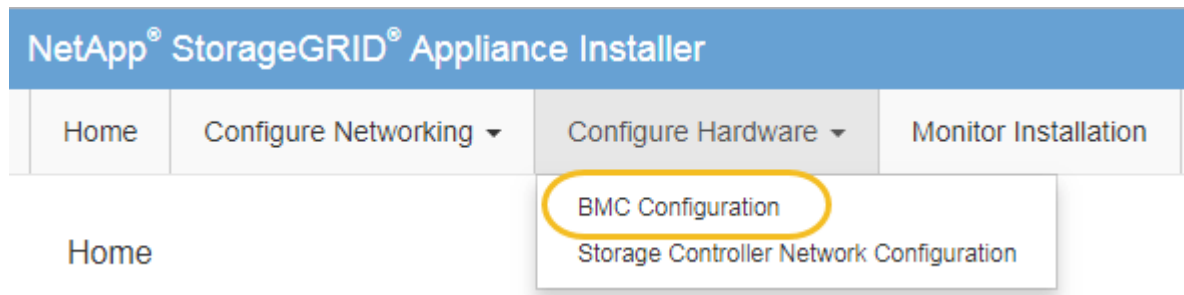 NetApp® StorageGRID® Appliance Installer
Home Configure Networking Configure Hardware Monitor Installation
BMC Configuration
Home
Storage Controller Network Configuration